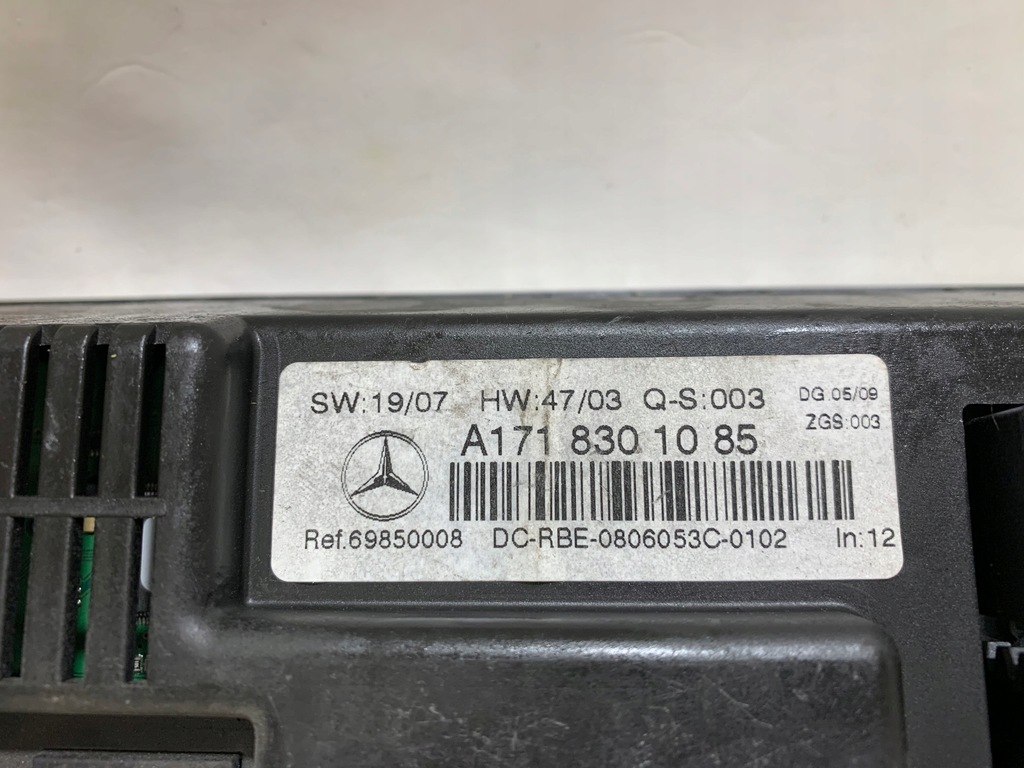 SW:19/07 HW:47/03 Q-S:003 DG 05/09
ZGS:003
A171 830 10 85
Ref.69850008 DC-RBE-0806053C-0102 In:12